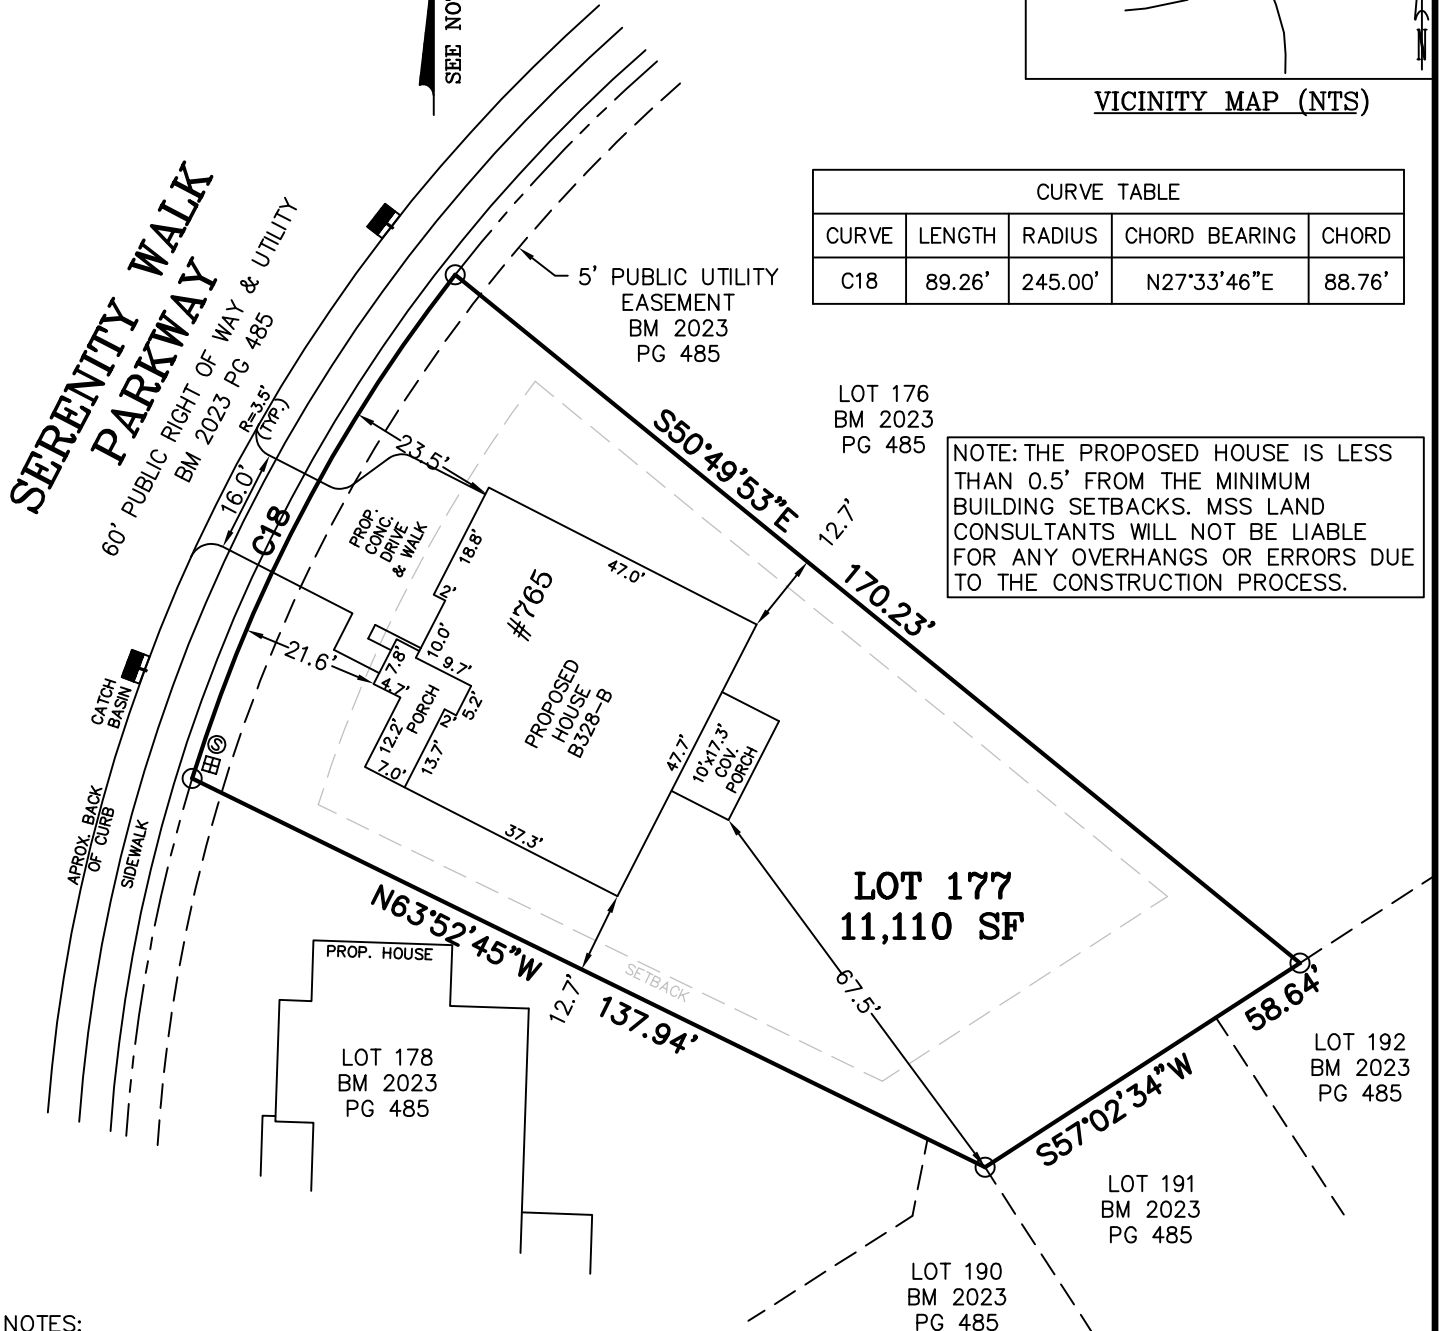 SEE NO
N
VICINITY MAP (NTS)
CURVE TABLE
CURVE LENGTH RADIUS CHORD BEARING CHORD
C18 89.26' 245.00' N27°33'46"E 88.76'
SERENITY WALK
PARKWAY
60' PUBLIC RIGHT OF WAY & UTILITY
BM 2023 PG 485
5' PUBLIC UTILITY
EASEMENT
BM 2023
PG 485
LOT 176
BM 2023
PG 485
NOTE: THE PROPOSED HOUSE IS LESS
THAN 0.5' FROM THE MINIMUM
BUILDING SETBACKS. MSS LAND
CONSULTANTS WILL NOT BE LIABLE
FOR ANY OVERHANGS OR ERRORS DUE
TO THE CONSTRUCTION PROCESS.
R=3.5'
(TYP.)
16.0'
C18
23.5'
S50°49'53"E
170.23'
12.7'
PROP.
CONC.
DRIVE
& WALK
18.8'
47.0'
2'
#765
10.0'
9.7'
21.6'
7.8'
4.7'
PORCH
5.2'
2'
12.2'
13.7'
7.0'
PROPOSED
HOUSE
B328-B
47.7'
10'x17.3'
COV.
PORCH
37.3'
CATCH
BASIN
S
APROX. BACK
OF CURB
SIDEWALK
N63°52'45"W
137.94'
12.7'
SETBACK
67.5'
LOT 177
11,110 SF
58.64'
S57°02'34"W
PROP. HOUSE
LOT 178
BM 2023
PG 485
LOT 192
BM 2023
PG 485
LOT 191
BM 2023
PG 485
LOT 190
BM 2023
PG 485
NOTES: